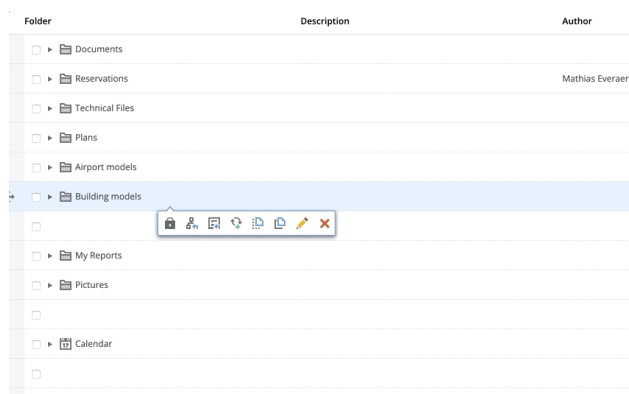 Folder Description Author
Documents
Reservations Mathias Everaer
Technical Files
Plans
Airport models
Building models
My Reports
Pictures
17 Calendar